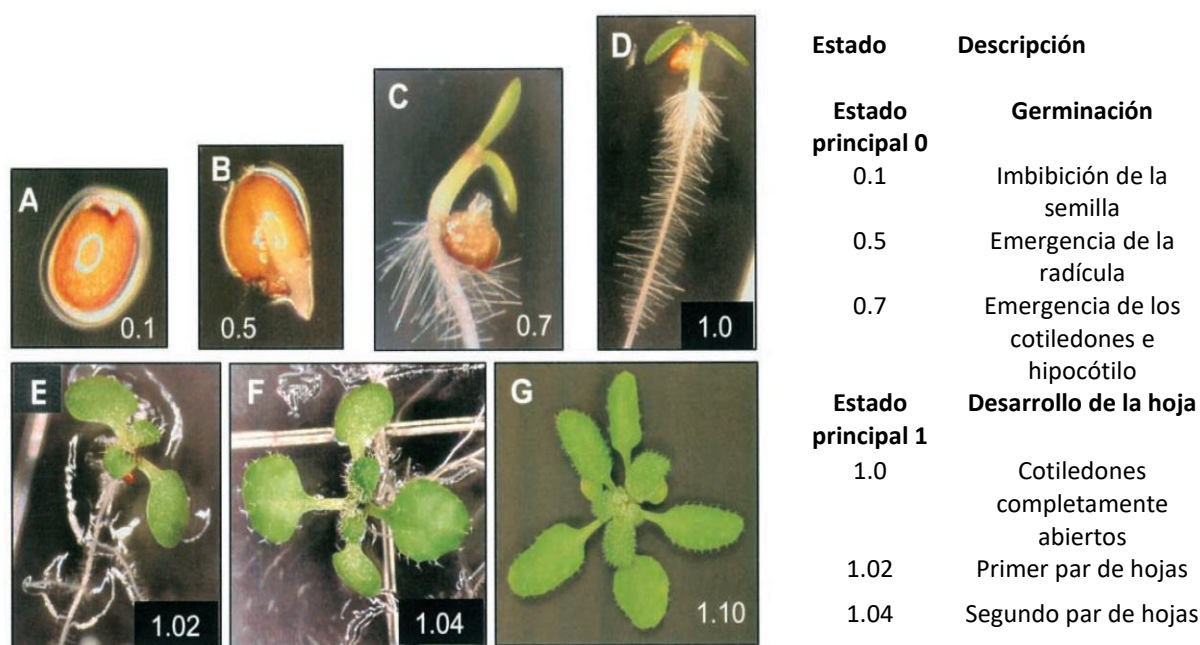 A
0.1
B
0.5
C
0.7
D
1.0
E
1.02
F
1.04
G
1.10
Estado Descripción
Estado Germinación
principal 0
0.1 Imbibición de la
semilla
0.5 Emergencia de la
radícula
0.7 Emergencia de los
cotiledones e
hipocótilo
Estado Desarrollo de la hoja
principal 1
1.0 Cotiledones
completamente
abiertos
1.02 Primer par de hojas
1.04 Segundo par de hojas